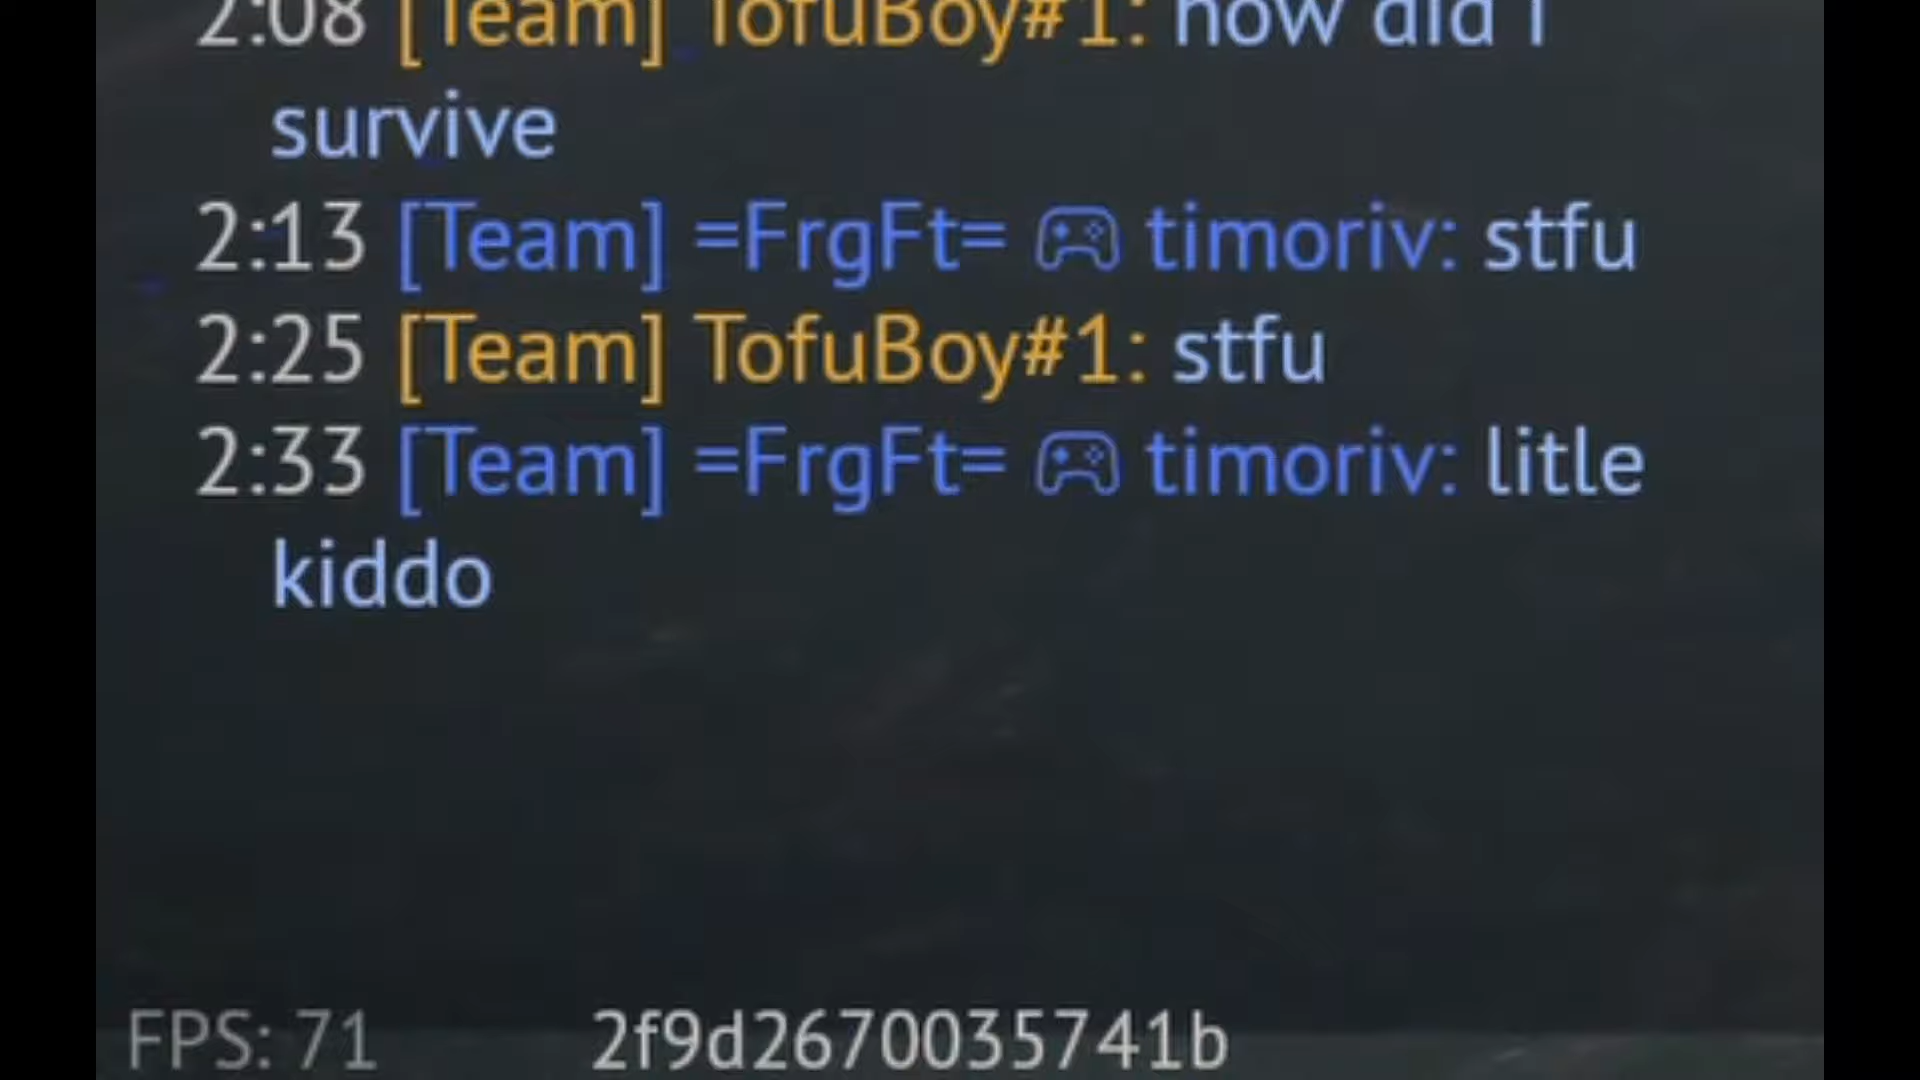 2:08 [Team] TofuBoy#1: how did I
survive
2:13 [Team] =FrgFt= timoriv: stfu
2:25 [Team] TofuBoy#1: stfu
2:33 [Team] =FrgFt= timoriv: litle
kiddo
FPS: 71 2f9d2670035741b